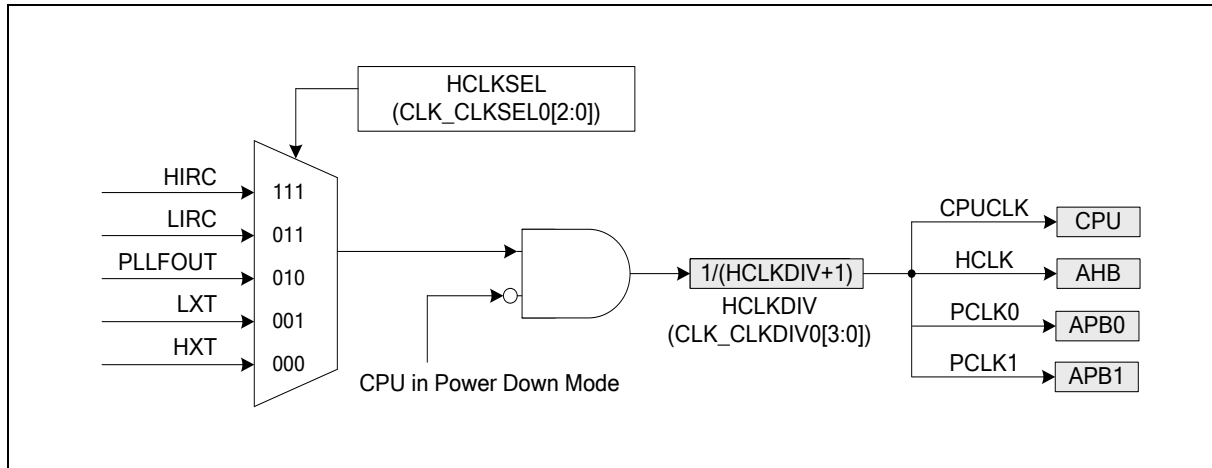 HCLKSEL
(CLK_CLKSEL0[2:0])
HIRC
111
LIRC
011
PLLFOUT
010
LXT
001
HXT
000
CPU in Power Down Mode
1/(HCLKDIV+1)
HCLKDIV
(CLK_CLKDIV0[3:0])
CPUCLK
CPU
HCLK
AHB
PCLK0
APB0
PCLK1
APB1